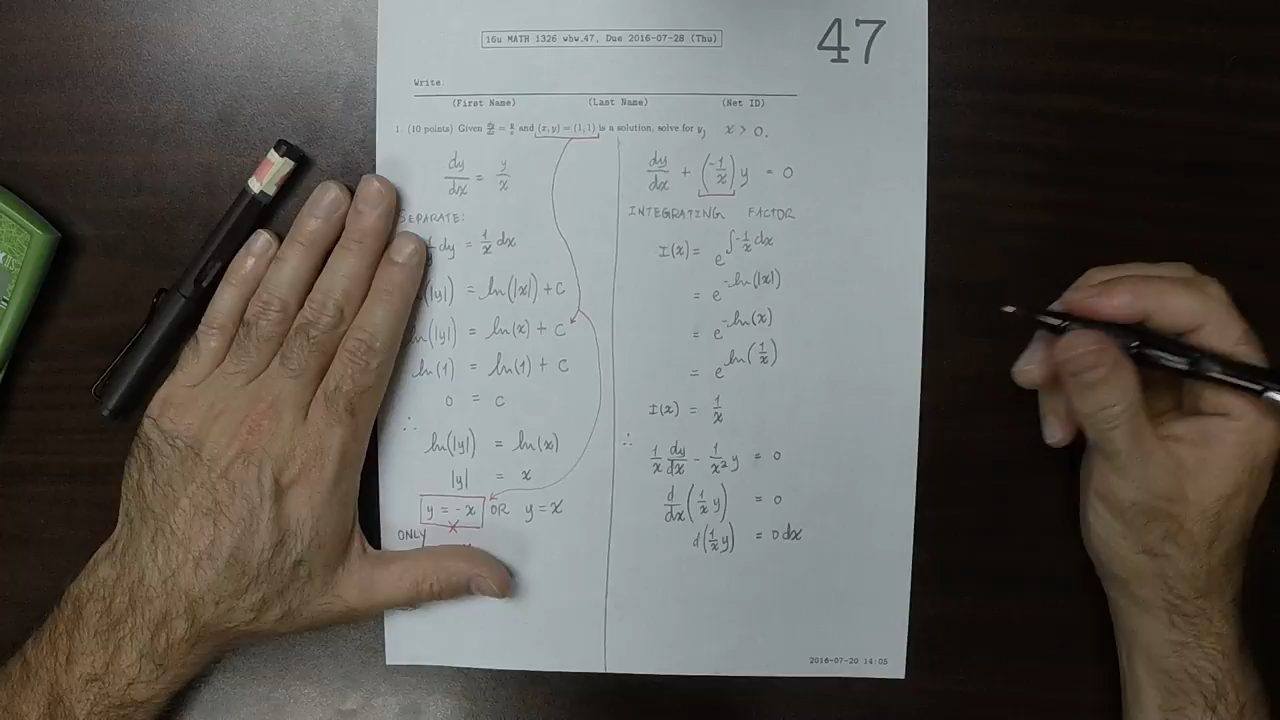 47
16u MATH 1326 wbw.47, Due 2016-07-28 (Thu)
Write:
(First Name) (Last Name) (Net ID)
1. (10 points) Given dy/dx = y/x and (x, y) = (1, 1) is a solution, solve for y, x > 0.
dy/dx = y/x
SEPARATE:
dy = 1/x dx
(|y|) = ln(|x|) + C
ln(|y|) = ln(x) + C
ln(1) = ln(1) + C
0 = C
∴
ln(|y|) = ln(x)
|y| = x
y = -x OR y = x
X
ONLY
dy/dx + (-1/x) y = 0
INTEGRATING FACTOR
I(x) = e^∫-1/x dx
= e^-ln(|x|)
= e^-ln(x)
= e^ln(1/x)
I(x) = 1/x
∴
1/x dy/dx - 1/x² y = 0
d/dx (1/x y) = 0
d(1/x y) = 0 dx
2016-07-20 14:05